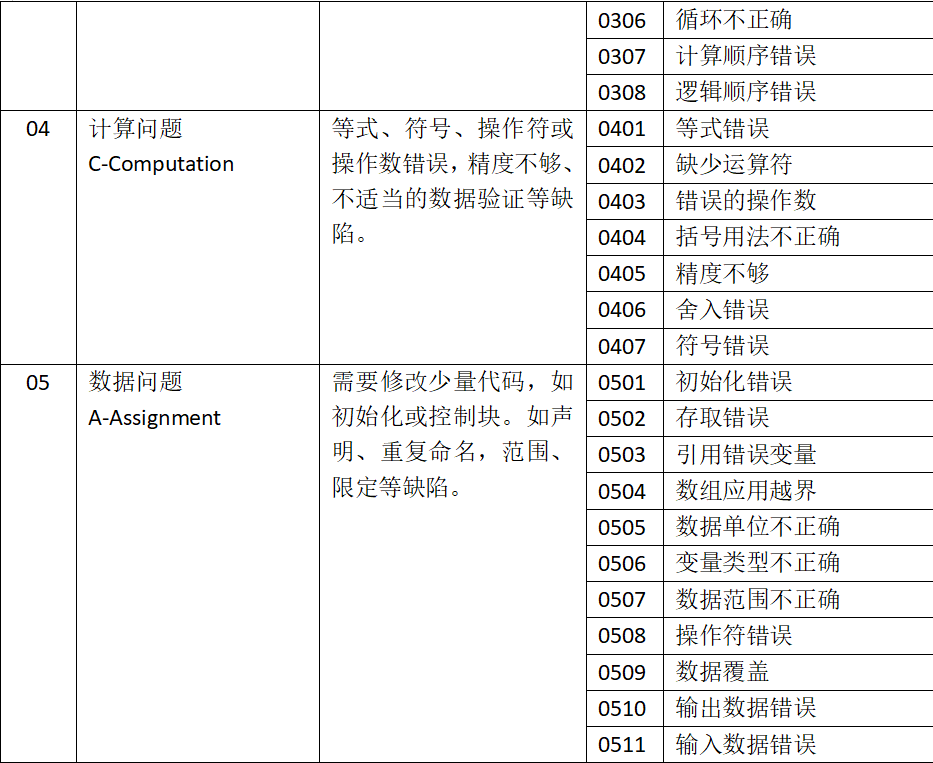 0306 循环不正确
0307 计算顺序错误
0308 逻辑顺序错误
04 计算问题
C-Computation
等式、符号、操作符或
操作数错误，精度不够、
不适当的数据验证等缺
陷。
0401 等式错误
0402 缺少运算符
0403 错误的操作数
0404 括号用法不正确
0405 精度不够
0406 舍入错误
0407 符号错误
05 数据问题
A-Assignment
需要修改少量代码，如
初始化或控制块。如声
明、重复命名，范围、
限定等缺陷。
0501 初始化错误
0502 存取错误
0503 引用错误变量
0504 数组应用越界
0505 数据单位不正确
0506 变量类型不正确
0507 数据范围不正确
0508 操作符错误
0509 数据覆盖
0510 输出数据错误
0511 输入数据错误